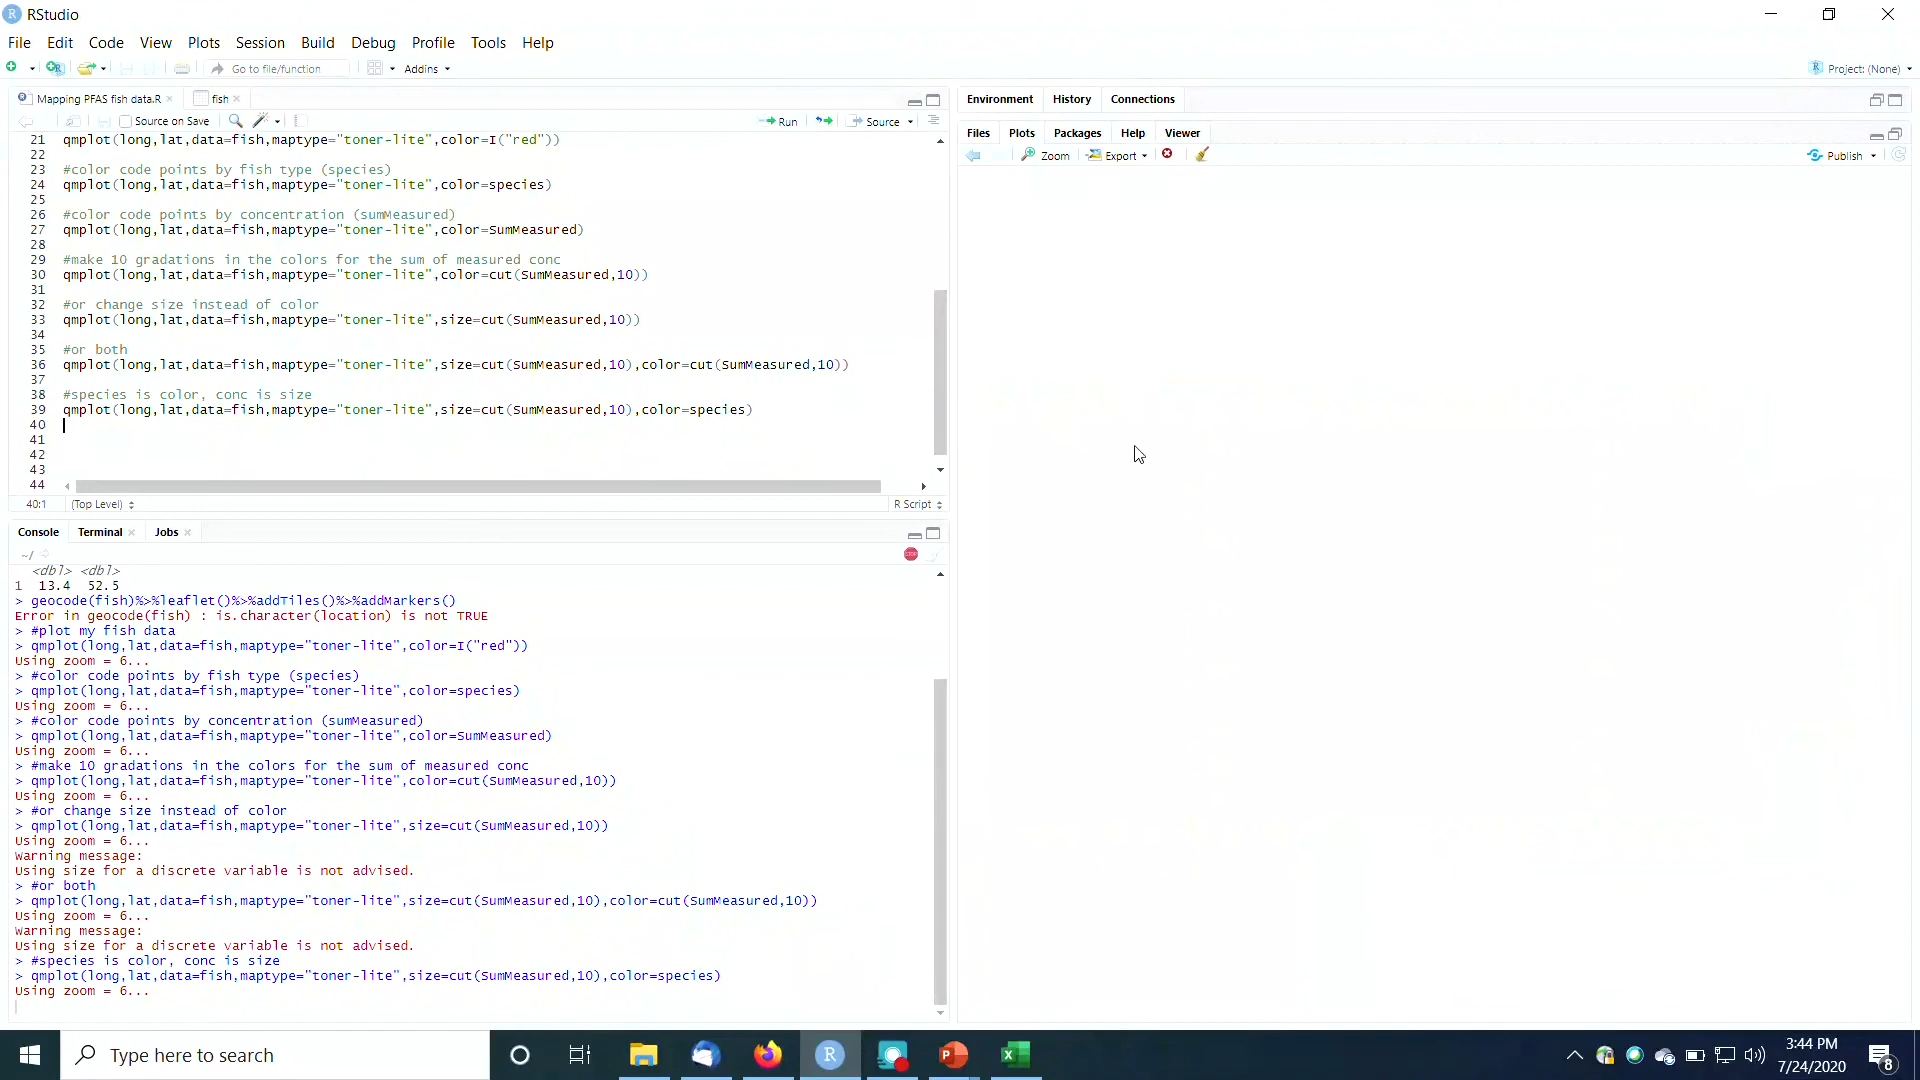 RStudio
File Edit Code View Plots Session Build Debug Profile Tools Help
Go to file/function Addins Project: (None)
Mapping PFAS fish data.R fish
Source on Save Run Source
21 qmplot(long,lat,data=fish,maptype="toner-lite",color=I("red"))
22
23 #color code points by fish type (species)
24 qmplot(long,lat,data=fish,maptype="toner-lite",color=species)
25
26 #color code points by concentration (sumMeasured)
27 qmplot(long,lat,data=fish,maptype="toner-lite",color=SumMeasured)
28
29 #make 10 gradations in the colors for the sum of measured conc
30 qmplot(long,lat,data=fish,maptype="toner-lite",color=cut(SumMeasured,10))
31
32 #or change size instead of color
33 qmplot(long,lat,data=fish,maptype="toner-lite",size=cut(SumMeasured,10))
34
35 #or both
36 qmplot(long,lat,data=fish,maptype="toner-lite",size=cut(SumMeasured,10),color=cut(SumMeasured,10))
37
38 #species is color, conc is size
39 qmplot(long,lat,data=fish,maptype="toner-lite",size=cut(SumMeasured,10),color=species)
40
41
42
43
44
40:1 (Top Level) R Script
Console Terminal Jobs
~/
<dbl> <dbl>
1 13.4 52.5
> geocode(fish)%>%leaflet()%>%addTiles()%>%addMarkers()
Error in geocode(fish) : is.character(location) is not TRUE
> #plot my fish data
> qmplot(long,lat,data=fish,maptype="toner-lite",color=I("red"))
Using zoom = 6...
> #color code points by fish type (species)
> qmplot(long,lat,data=fish,maptype="toner-lite",color=species)
Using zoom = 6...
> #color code points by concentration (sumMeasured)
> qmplot(long,lat,data=fish,maptype="toner-lite",color=SumMeasured)
Using zoom = 6...
> #make 10 gradations in the colors for the sum of measured conc
> qmplot(long,lat,data=fish,maptype="toner-lite",color=cut(SumMeasured,10))
Using zoom = 6...
> #or change size instead of color
> qmplot(long,lat,data=fish,maptype="toner-lite",size=cut(SumMeasured,10))
Using zoom = 6...
Warning message:
Using size for a discrete variable is not advised.
> #or both
> qmplot(long,lat,data=fish,maptype="toner-lite",size=cut(SumMeasured,10),color=cut(SumMeasured,10))
Using zoom = 6...
Warning message:
Using size for a discrete variable is not advised.
> #species is color, conc is size
> qmplot(long,lat,data=fish,maptype="toner-lite",size=cut(SumMeasured,10),color=species)
Using zoom = 6...
Environment History Connections
Files Plots Packages Help Viewer
Zoom Export Publish
Type here to search
3:44 PM
7/24/2020
8